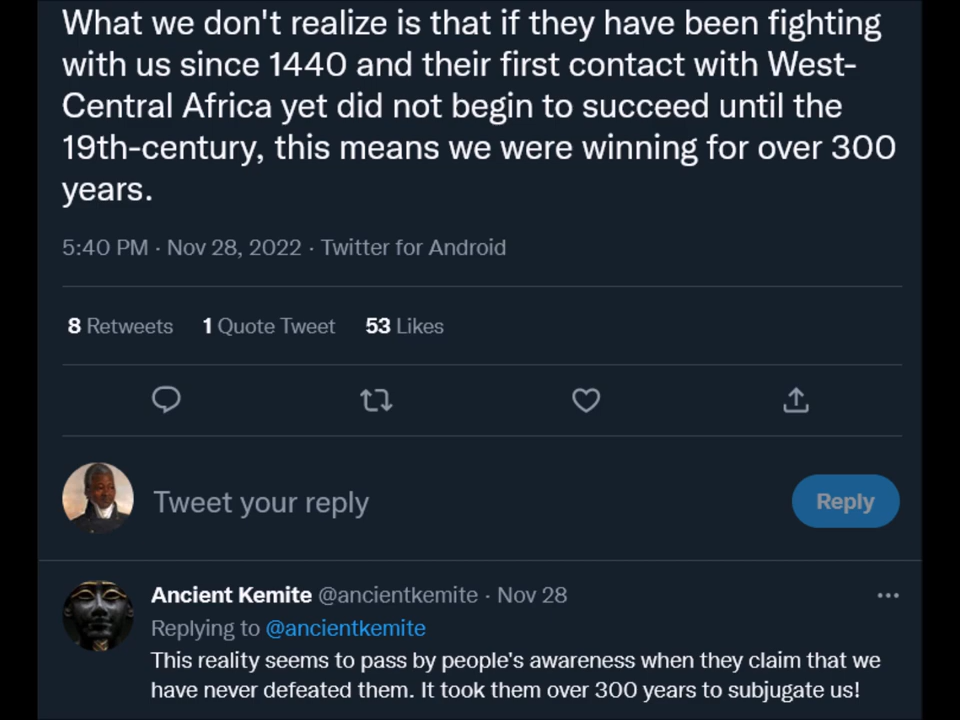 What we don't realize is that if they have been fighting
with us since 1440 and their first contact with West-
Central Africa yet did not begin to succeed until the
19th-century, this means we were winning for over 300
years.
5:40 PM · Nov 28, 2022 · Twitter for Android
8 Retweets 1 Quote Tweet 53 Likes
Tweet your reply
Reply
Ancient Kemite @ancientkemite · Nov 28
Replying to @ancientkemite
This reality seems to pass by people's awareness when they claim that we
have never defeated them. It took them over 300 years to subjugate us!